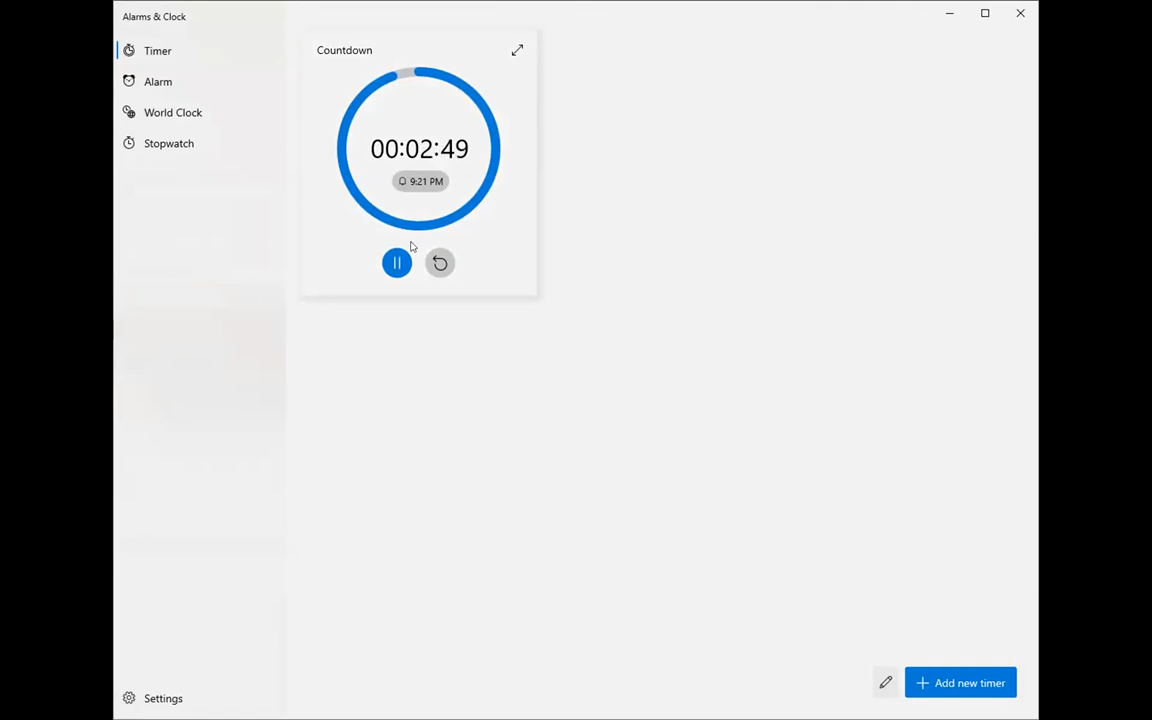 Alarms & Clock
Timer
Alarm
World Clock
Stopwatch
Countdown
00:02:49
9:21 PM
Settings
Add new timer